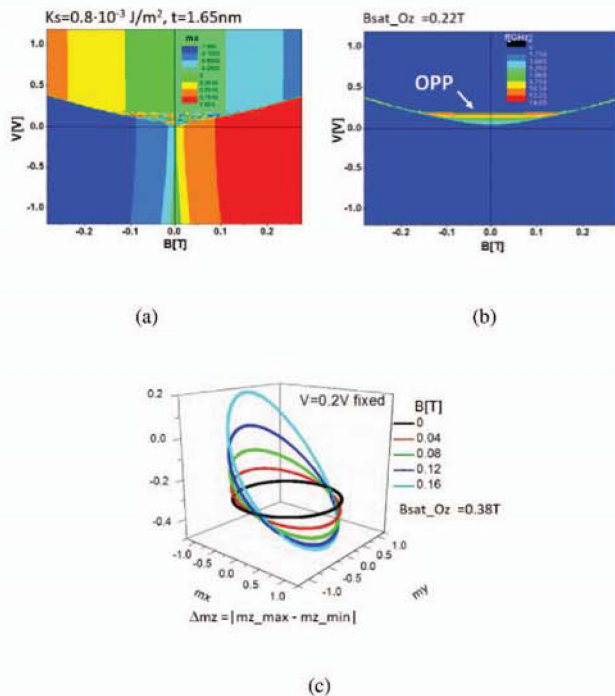 Ks=0.8·10⁻³ J/m², t=1.65nm
mx
V[V]
1.0
0.5
0.0
-0.5
-1.0
-0.2 -0.1 0.0 0.1 0.2
B[T]
(a)
Bsat_Oz =0.22T
f[GHz]
OPP
V[V]
1.0
0.5
0.0
-0.5
-1.0
-0.2 -0.1 0.0 0.1 0.2
B[T]
(b)
V=0.2V fixed
B[T]
0
0.04
0.08
0.12
0.16
Bsat_Oz =0.38T
0.2
0.0
-0.2
-0.4
-1.0 -0.5 0.0 0.5 1.0
mx
-1.0 -0.5 0.0 0.5 1.0
my
Δmz =|mz_max - mz_min|
(c)